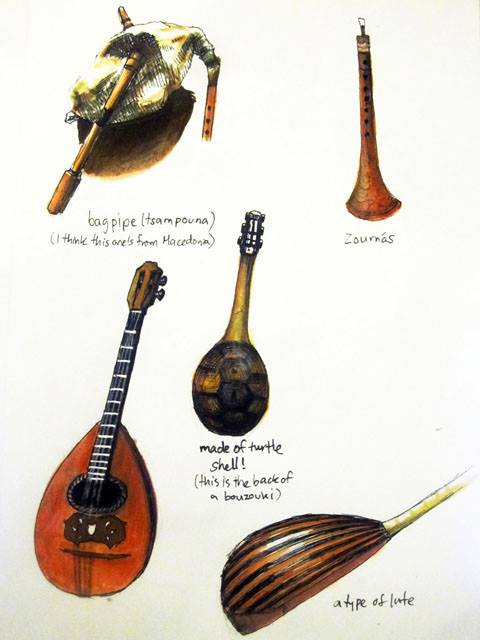 bagpipe (tsampouna)
(I think this one's from Macedonia)
Zournás
made of turtle
shell!
(this is the back of
a bouzouki)
a type of lute